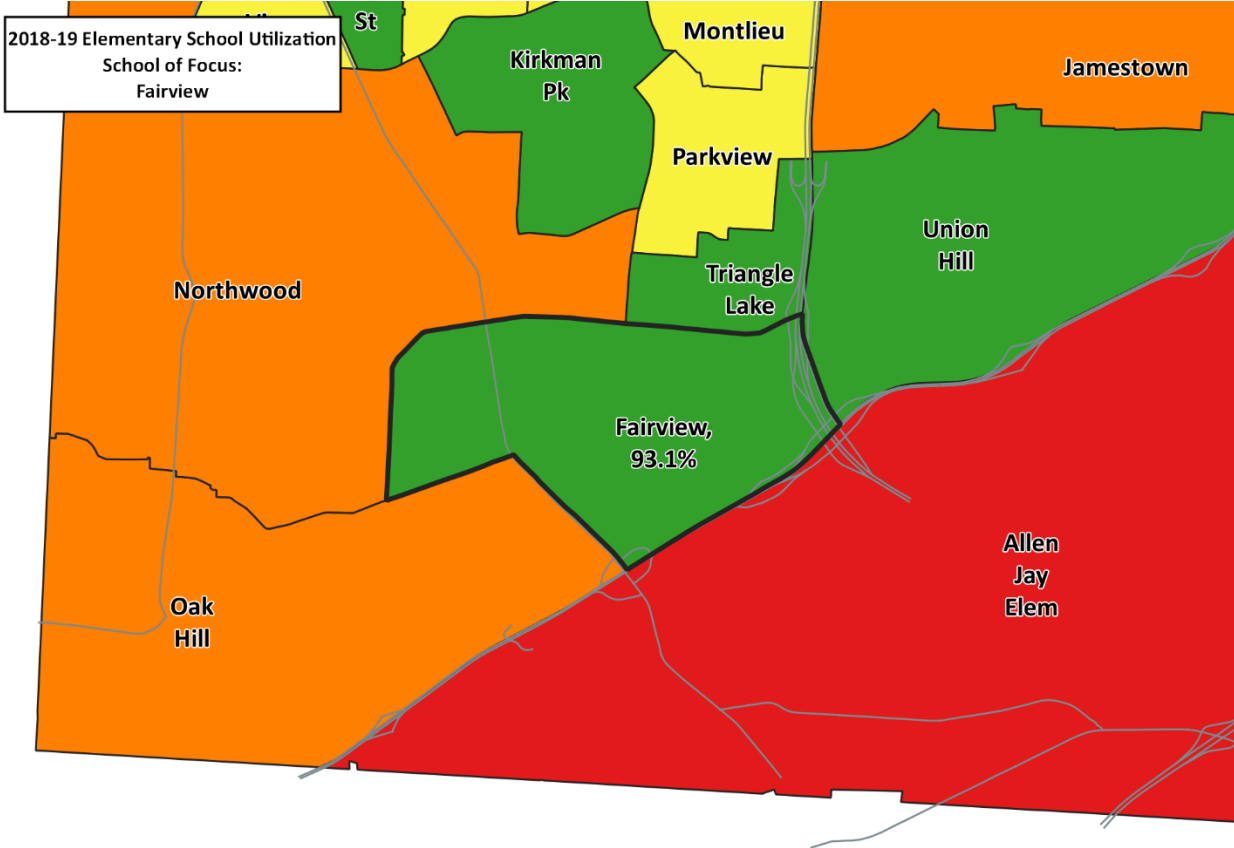 2018-19 Elementary School Utilization
School of Focus:
Fairview
St
Montlieu
Kirkman
Pk
Jamestown
Parkview
Union
Hill
Triangle
Lake
Northwood
Fairview,
93.1%
Allen
Jay
Elem
Oak
Hill